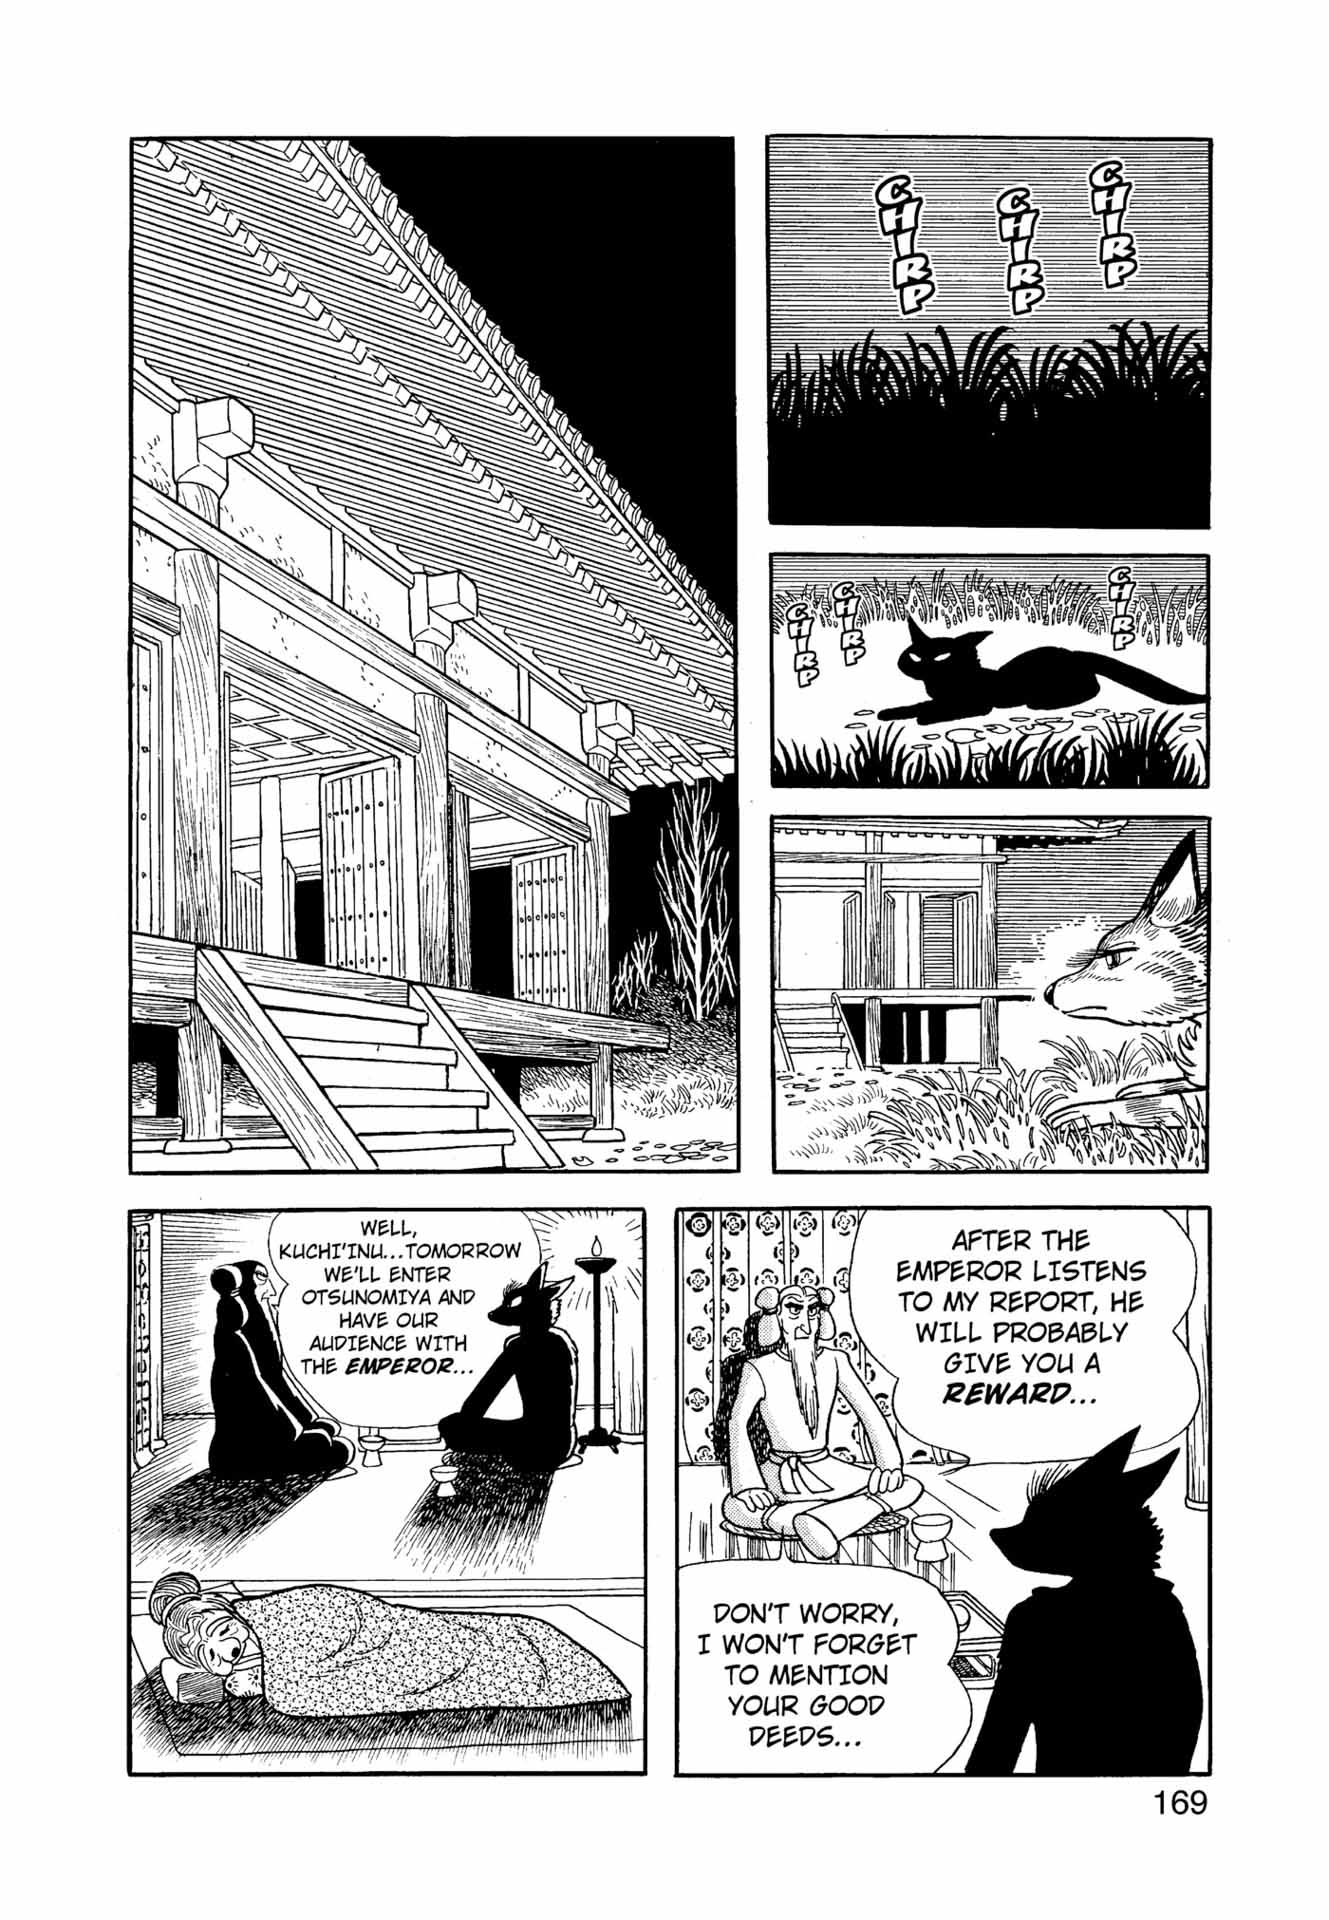 CHIRP
CHIRP
CHIRP
CHIRP
CHIRP
CHIRP
WELL,
KUCHI'INU...TOMORROW
WE'LL ENTER
OTSUNOMIYA AND
HAVE OUR
AUDIENCE WITH
THE EMPEROR...
AFTER THE
EMPEROR LISTENS
TO MY REPORT, HE
WILL PROBABLY
GIVE YOU A
REWARD...
DON'T WORRY,
I WON'T FORGET
TO MENTION
YOUR GOOD
DEEDS...
169